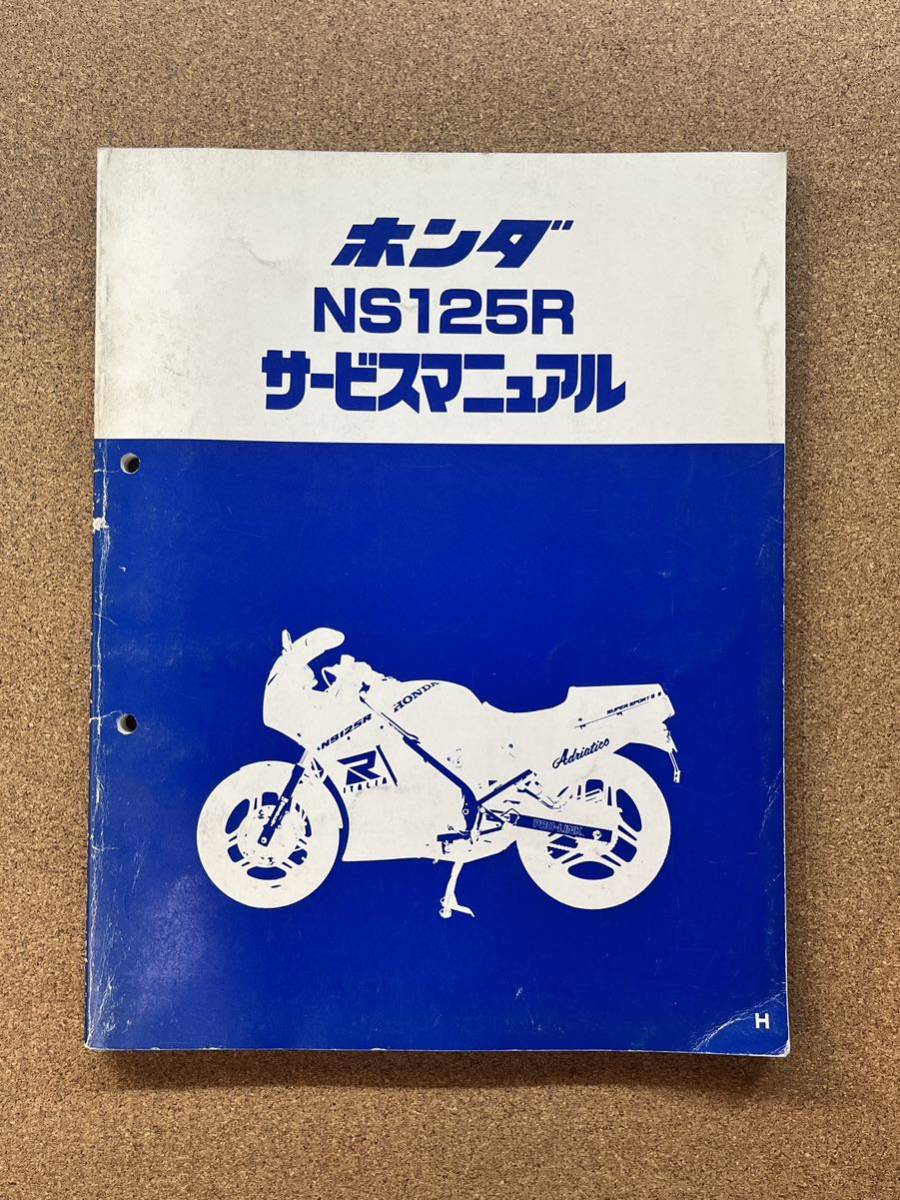 ホンダ
NS125R
サービスマニュアル
HONDA
NS125R
R
ITALIA
SUPER SPORT
Adriatico
PRO-LINK
H